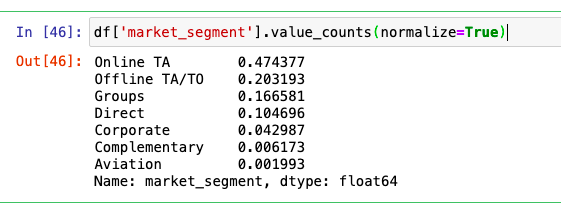 In [46]: df['market_segment'].value_counts(normalize=True)
Out[46]: Online TA 0.474377
Offline TA/TO 0.203193
Groups 0.166581
Direct 0.104696
Corporate 0.042987
Complementary 0.006173
Aviation 0.001993
Name: market_segment, dtype: float64